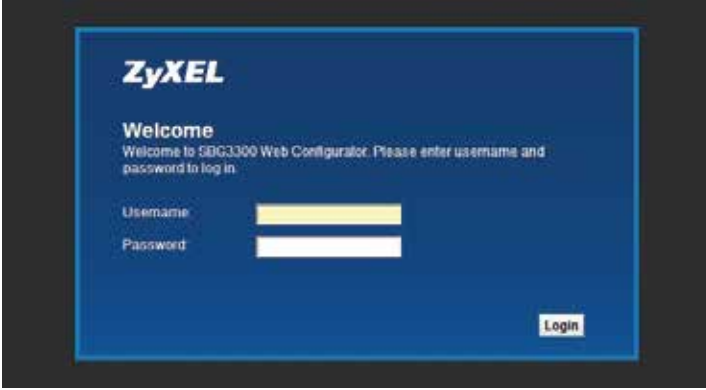 ZyXEL
Welcome
Welcome to SBG3300 Web Configurator. Please enter username and
password to log in.
Username
Password
Login